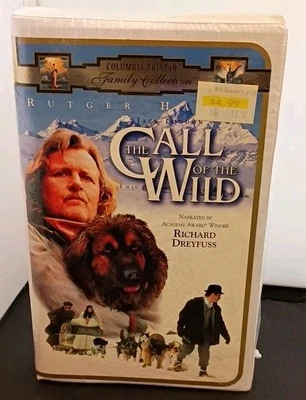 COLUMBIA TRISTAR
Family Collection
$4.99
RUTGER H
JACK LONDON
THE CALL
OF THE
WILD
NARRATED BY
ACADEMY AWARD® WINNER
RICHARD
DREYFUSS